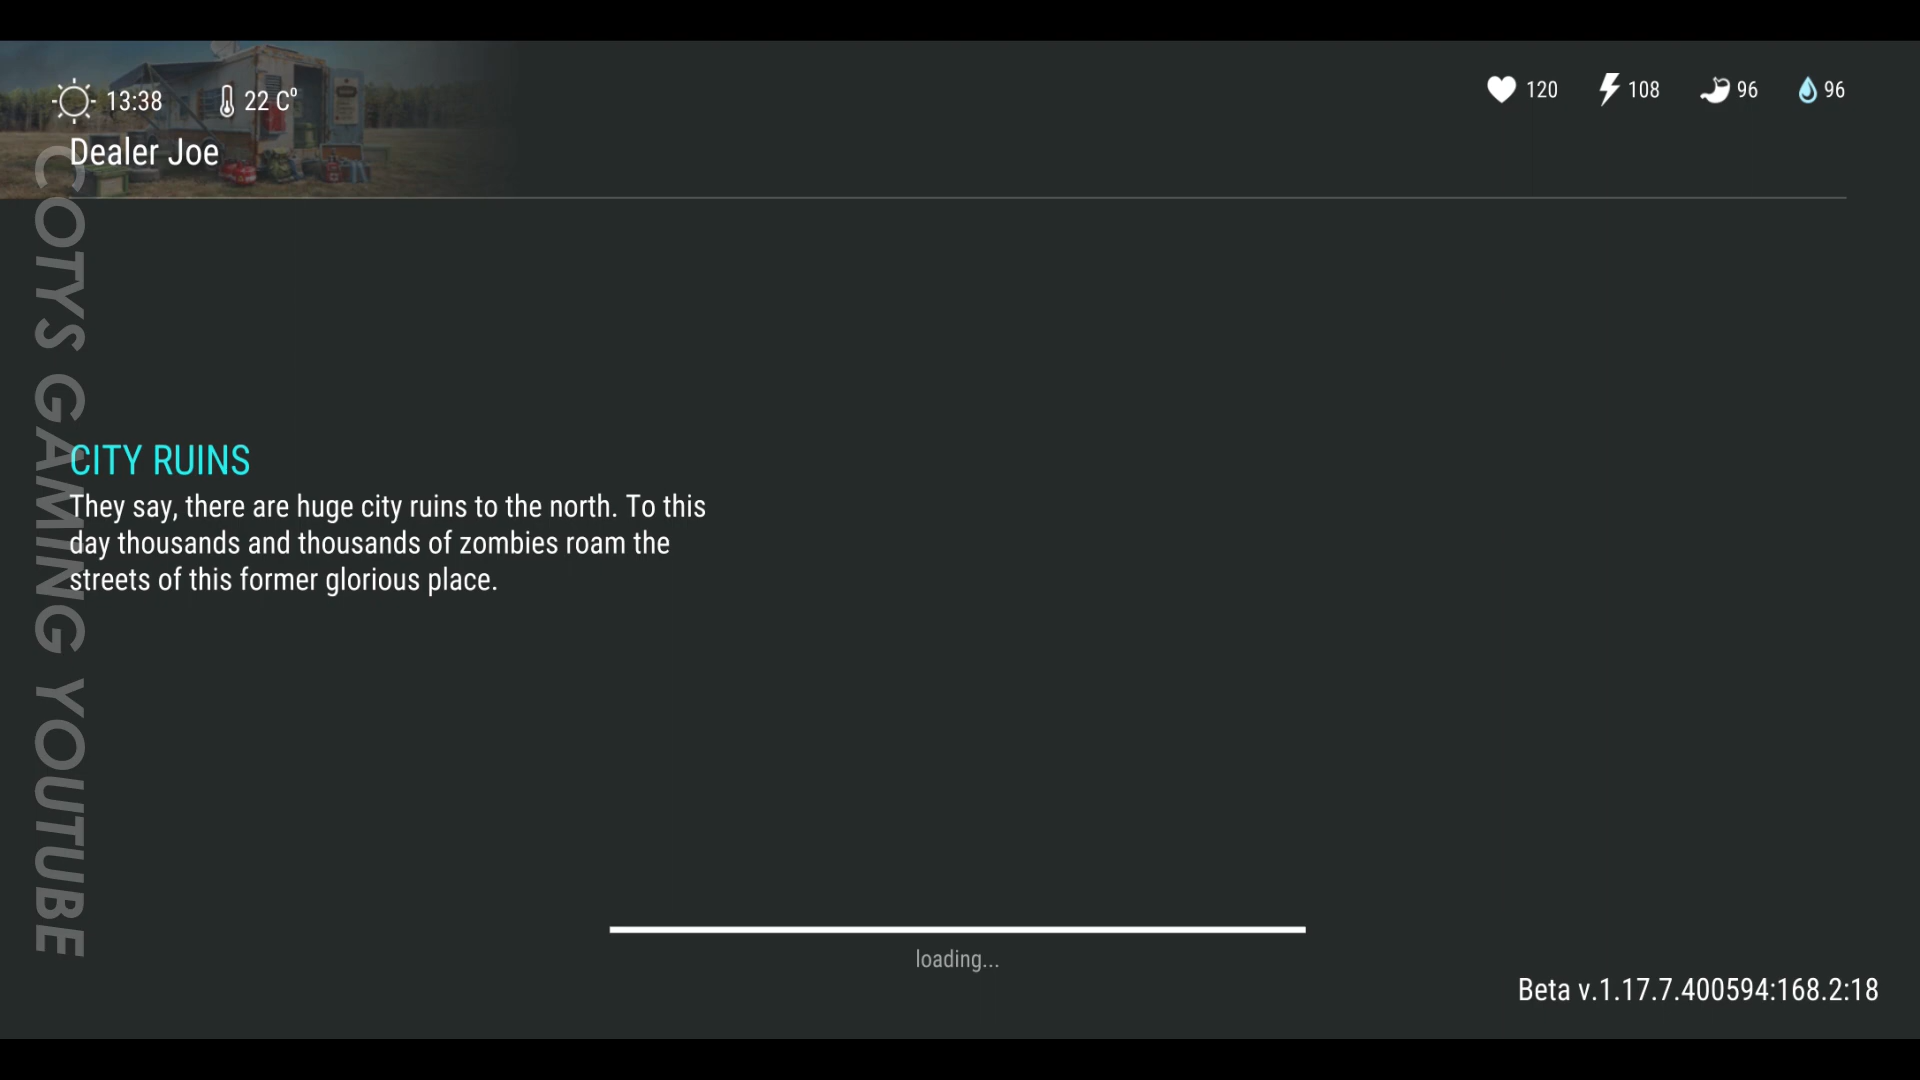 13:38
22 C°
120
108
96
96
Dealer Joe
COTYS GAMING YOUTUBE
CITY RUINS
They say, there are huge city ruins to the north. To this
day thousands and thousands of zombies roam the
streets of this former glorious place.
loading...
Beta v.1.17.7.400594:168.2:18